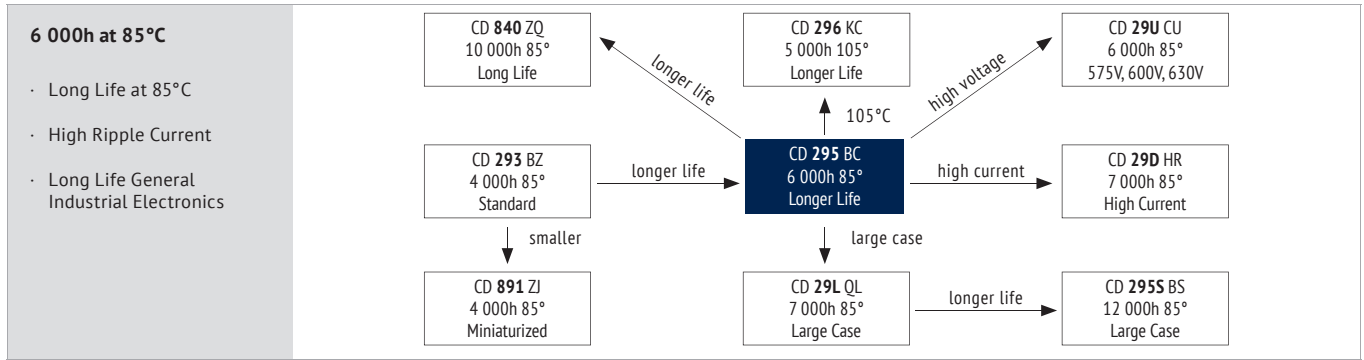 6 000h at 85°C
· Long Life at 85°C
· High Ripple Current
· Long Life General
Industrial Electronics
CD 840 ZQ
10 000h 85°
Long Life
CD 296 KC
5 000h 105°
Longer Life
CD 29U CU
6 000h 85°
575V, 600V, 630V
longer life
105°C
high voltage
CD 293 BZ
4 000h 85°
Standard
longer life
CD 295 BC
6 000h 85°
Longer Life
high current
CD 29D HR
7 000h 85°
High Current
smaller
large case
CD 891 ZJ
4 000h 85°
Miniaturized
CD 29L QL
7 000h 85°
Large Case
longer life
CD 295S BS
12 000h 85°
Large Case